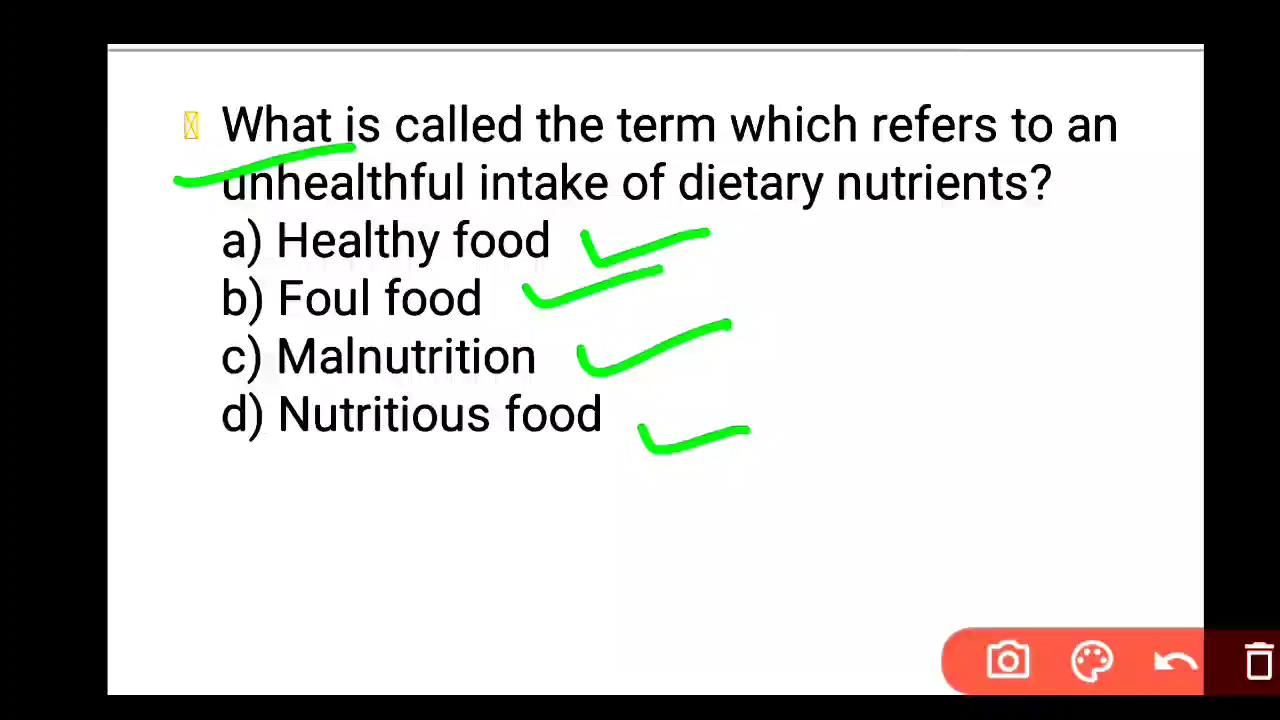 What is called the term which refers to an
unhealthful intake of dietary nutrients?
a) Healthy food
b) Foul food
c) Malnutrition
d) Nutritious food